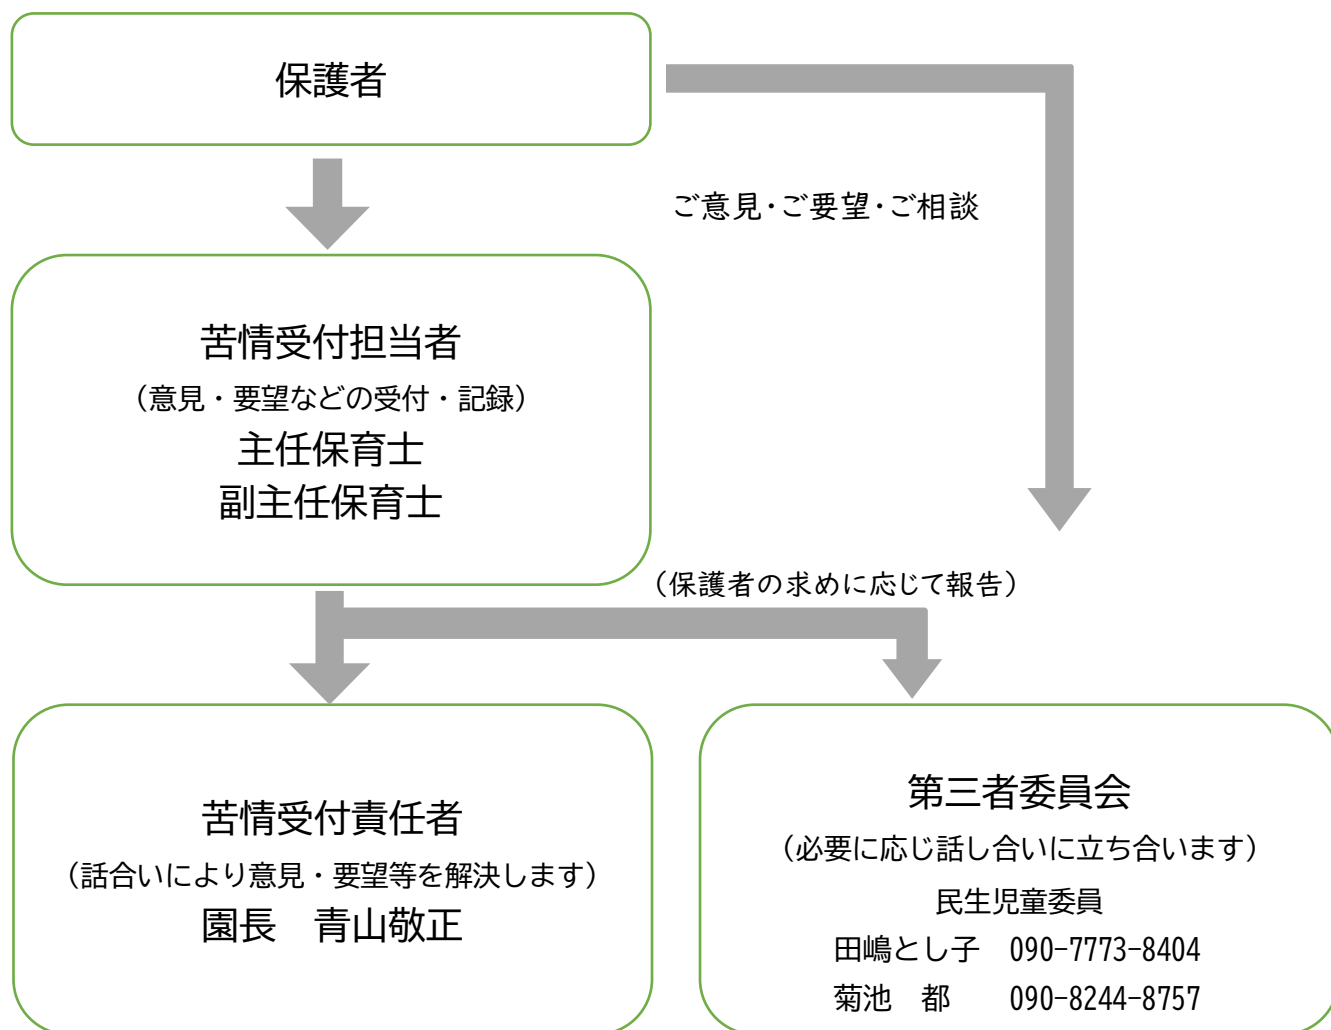 保護者
ご意見・ご要望・ご相談
苦情受付担当者
（意見・要望などの受付・記録）
主任保育士
副主任保育士
（保護者の求めに応じて報告）
苦情受付責任者
（話合いにより意見・要望等を解決します）
園長　青山敬正
第三者委員会
（必要に応じ話し合いに立ち合います）
民生児童委員
田嶋とし子　090-7773-8404
菊池　都　　090-8244-8757